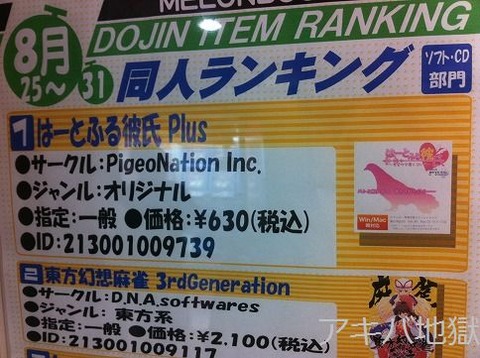 DOJIN ITEM RANKING
8月
25~31
同人ランキング
ソフト・CD
部門
1 はーとふる彼氏 Plus
●サークル:PigeoNation Inc.
●ジャンル:オリジナル
●指定:一般 ●価格:¥630(税込)
●ID:213001009739
Win/Mac
2 東方幻想麻雀 3rdGeneration
●サークル:D.N.A.softwares
●ジャンル:東方系
●指定:一般 ●価格:¥2,100(税込)
●ID:213001009117
麻雀
アキバ地獄